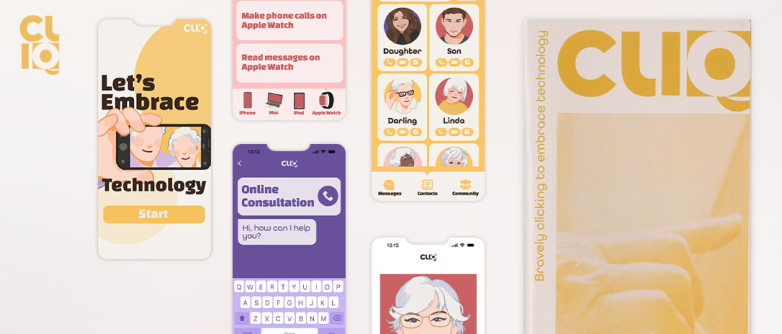 CLIQ
CLIQ
Let's
Embrace
Technology
Start
Make phone calls on
Apple Watch
Read messages on
Apple Watch
iPhone
Mac
iPad
Apple Watch
13:13
CLIQ
Online
Consultation
Hi, how can I help
you?
Q W E R T Y U I O P
A S D F G H J K L
Z X C V B N M
Daughter
Son
Darling
Linda
Messages
Contacts
Community
13:13
CLIQ
CLIQ
Bravely clicking to embrace technology